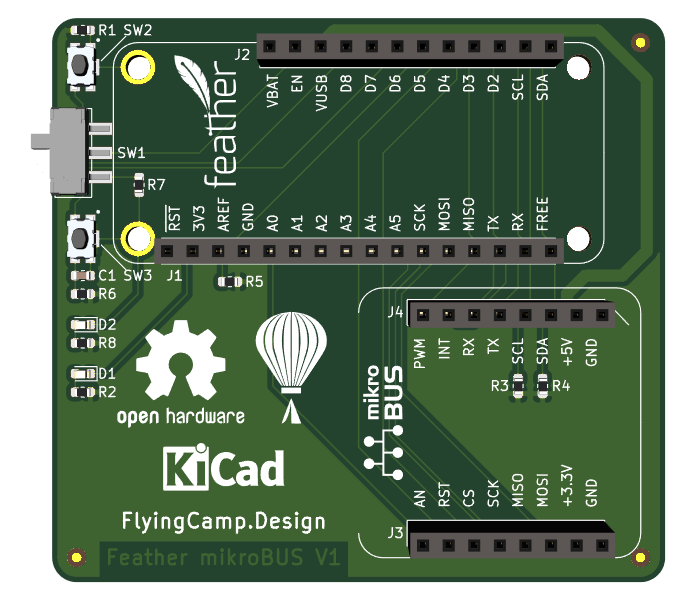 R1 SW2
J2
VBAT EN VUSB D8 D7 D6 D5 D4 D3 D2 SCL SDA
feather
SW1
R7
RST 3V3 AREF GND A0 A1 A2 A3 A4 A5 SCK MOSI MISO TX RX FREE
J1
SW3
C1
R6
R5
D2
R8
D1
R2
J4
PWM INT RX TX SCL SDA +5V GND
R3 R4
mikro
BUS
open hardware
KiCad
FlyingCamp.Design
AN RST CS SCK MISO MOSI +3.3V GND
J3
Feather mikroBUS V1